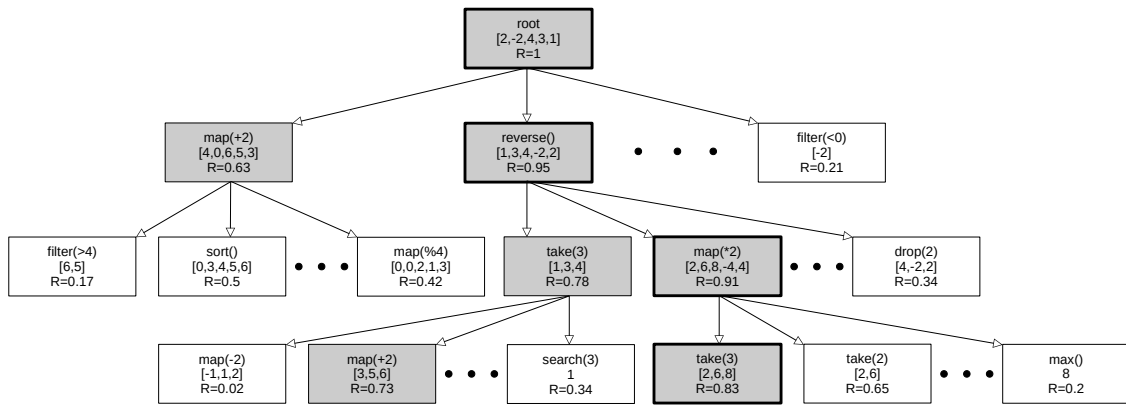 root
[2,-2,4,3,1]
R=1
map(+2)
[4,0,6,5,3]
R=0.63
reverse()
[1,3,4,-2,2]
R=0.95
filter(<0)
[-2]
R=0.21
filter(>4)
[6,5]
R=0.17
sort()
[0,3,4,5,6]
R=0.5
map(%4)
[0,0,2,1,3]
R=0.42
take(3)
[1,3,4]
R=0.78
map(*2)
[2,6,8,-4,4]
R=0.91
drop(2)
[4,-2,2]
R=0.34
map(-2)
[-1,1,2]
R=0.02
map(+2)
[3,5,6]
R=0.73
search(3)
1
R=0.34
take(3)
[2,6,8]
R=0.83
take(2)
[2,6]
R=0.65
max()
8
R=0.2